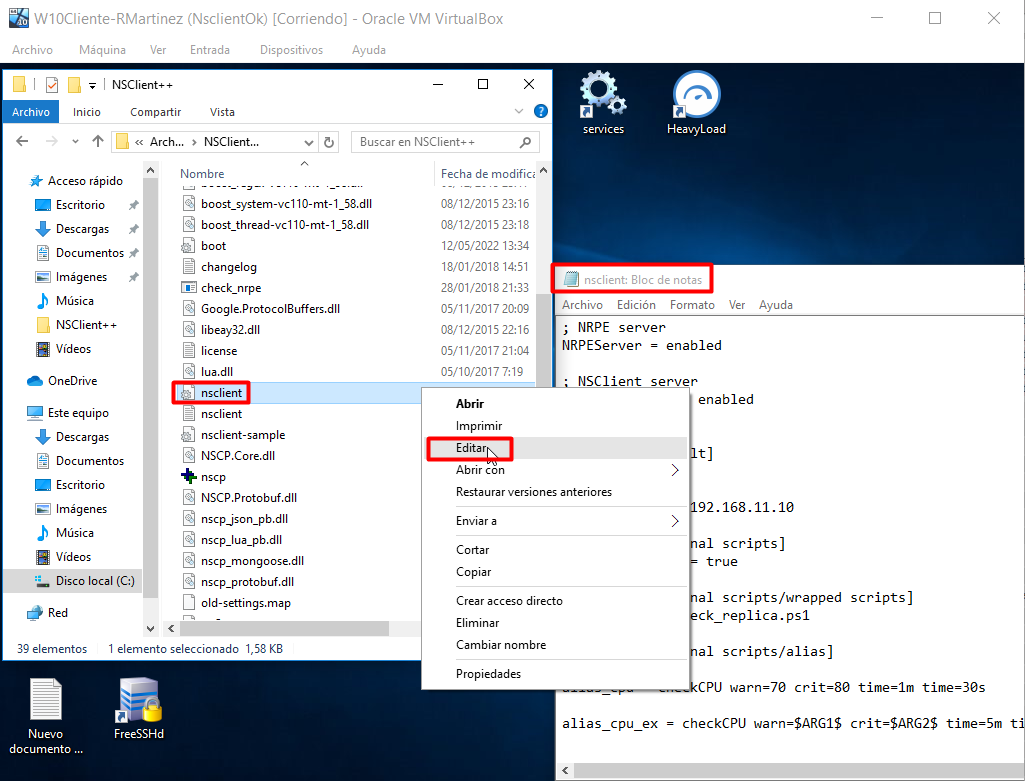 W10Cliente-RMartinez (NsclientOk) [Corriendo] - Oracle VM VirtualBox
Archivo Máquina Ver Entrada Dispositivos Ayuda
NSClient++
Archivo Inicio Compartir Vista
« Arch... › NSClient...
Buscar en NSClient++
Nombre Fecha de modifica
Acceso rápido
Escritorio
Descargas
Documentos
Imágenes
Música
NSClient++
Vídeos
OneDrive
Este equipo
Descargas
Documentos
Escritorio
Imágenes
Música
Vídeos
Disco local (C:)
Red
boost_system-vc110-mt-1_58.dll 08/12/2015 23:16
boost_thread-vc110-mt-1_58.dll 08/12/2015 23:18
boot 12/05/2022 13:34
changelog 18/01/2018 14:51
check_nrpe 28/01/2018 21:33
Google.ProtocolBuffers.dll 05/11/2017 20:09
libeay32.dll 08/12/2015 22:16
license 05/11/2017 21:04
lua.dll 05/10/2017 7:19
nsclient
nsclient
nsclient-sample
NSCP.Core.dll
nscp
NSCP.Protobuf.dll
nscp_json_pb.dll
nscp_lua_pb.dll
nscp_mongoose.dll
nscp_protobuf.dll
old-settings.map
39 elementos 1 elemento seleccionado 1,58 KB
Abrir
Imprimir
Editar
Abrir con
Restaurar versiones anteriores
Enviar a
Cortar
Copiar
Crear acceso directo
Eliminar
Cambiar nombre
Propiedades
services
HeavyLoad
nsclient: Bloc de notas
Archivo Edición Formato Ver Ayuda
; NRPE server
NRPEServer = enabled
; NSClient server
enabled
lt]
192.168.11.10
nal scripts]
= true
nal scripts/wrapped scripts]
eck_replica.ps1
nal scripts/alias]
alias_cpu = checkCPU warn=70 crit=80 time=1m time=30s
alias_cpu_ex = checkCPU warn=$ARG1$ crit=$ARG2$ time=5m ti
Nuevo
documento ...
FreeSSHd